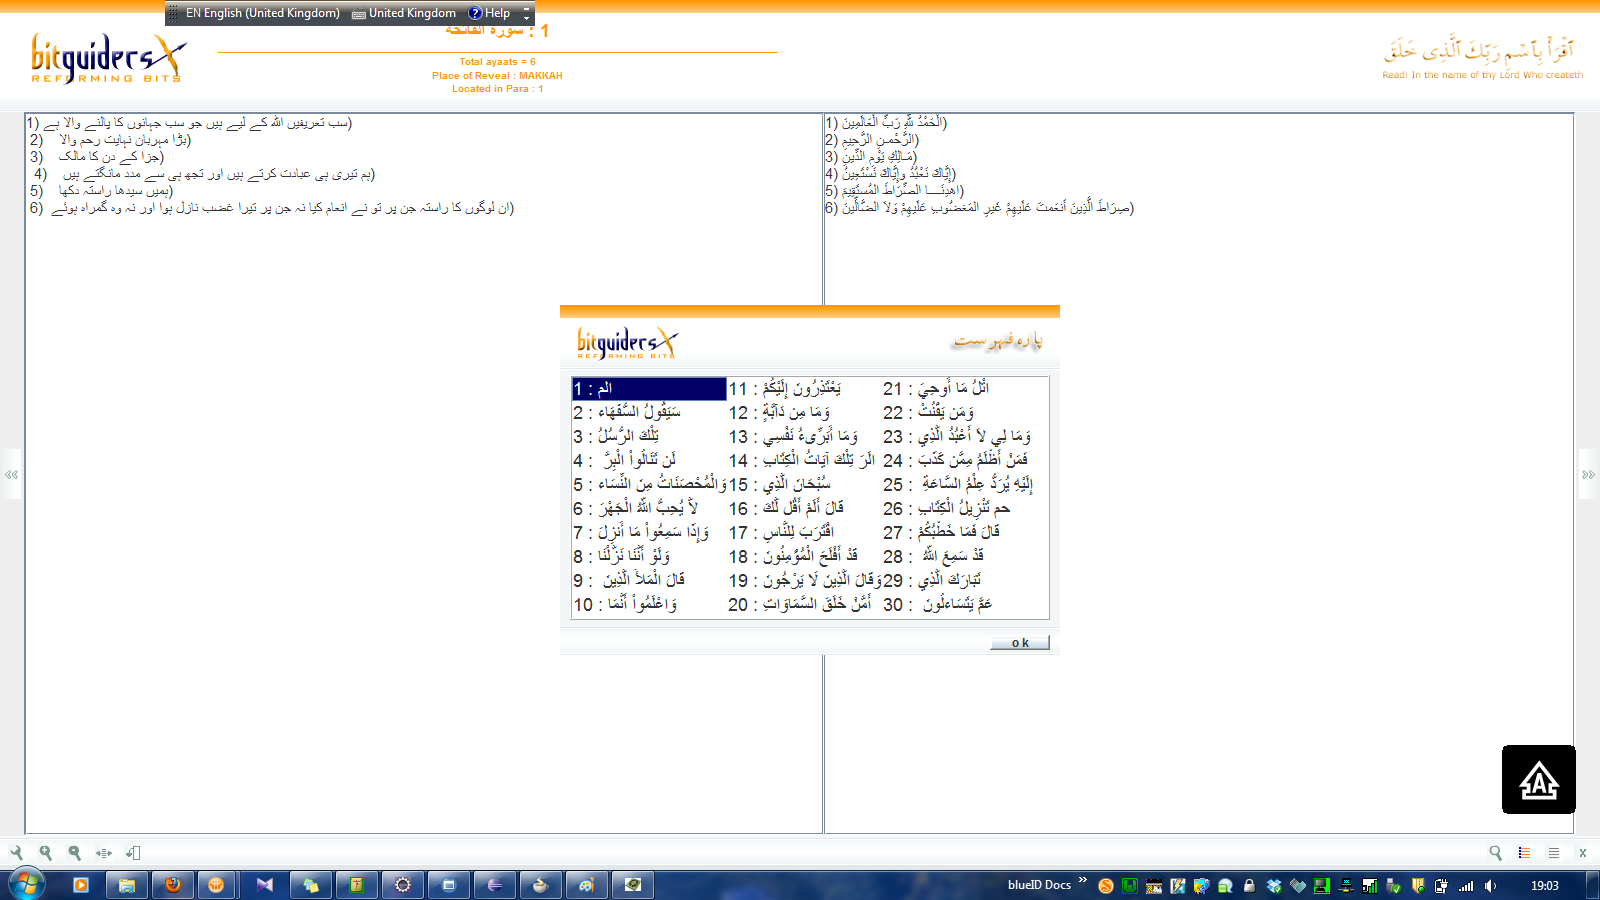 EN English (United Kingdom) United Kingdom Help
bitguiders
REFORMING BITS
1 : سورة الفاتحة
Total ayaats = 6
Place of Reveal : MAKKAH
Located in Para : 1
ٱقْرَأْ بِٱسْمِ رَبِّكَ ٱلَّذِى خَلَقَ
Read! In the name of thy Lord Who createth
1) سب تعریفیں الله کے لیے ہیں جو سب جہانوں کا پالنے والا ہے)
2) بڑا مہربان نہایت رحم والا)
3) جزا کے دن کا مالک)
4) ہم تیری ہی عبادت کرتے ہیں اور تجھ ہی سے مدد مانگتے ہیں)
5) ہمیں سیدھا راستہ دکھا)
6) ان لوگوں کا راستہ جن پر تو نے انعام کیا نہ جن پر تیرا غضب نازل ہوا اور نہ وہ گمراہ ہوئے)
1) الْحَمْدُ للّهِ رَبِّ الْعَالَمِينَ)
2) الرَّحْمـنِ الرَّحِيمِ)
3) مَـالِكِ يَوْمِ الدِّينِ)
4) إِيَّاكَ نَعْبُدُ وإِيَّاكَ نَسْتَعِينُ)
5) اهدِنَــــا الصِّرَاطَ المُستَقِيمَ)
6) صِرَاطَ الَّذِينَ أَنعَمتَ عَلَيهِمْ غَيرِ المَغضُوبِ عَلَيهِمْ وَلاَ الضَّالِّينَ)
bitguiders
REFORMING BITS
پاره فہرست
1 : الم
2 : سَيَقُولُ السُّفَهَاء
3 : تِلْكَ الرُّسُلُ
4 : لَن تَنَالُواْ الْبِرَّ
5 : وَالْمُحْصَنَاتُ مِنَ النِّسَاء
6 : لاَّ يُحِبُّ اللّهُ الْجَهْرَ
7 : وَإِذَا سَمِعُواْ مَا أُنزِلَ
8 : وَلَوْ أَنَّنَا نَزَّلْنَا
9 : قَالَ الْمَلأُ الَّذِينَ
10 : وَاعْلَمُواْ أَنَّمَا
11 : يَعْتَذِرُونَ إِلَيْكُمْ
12 : وَمَا مِن دَآبَّةٍ
13 : وَمَا أُبَرِّىءُ نَفْسِي
14 : الَرَ تِلْكَ آيَاتُ الْكِتَابِ
15 : سُبْحَانَ الَّذِي
16 : قَالَ أَلَمْ أَقُل لَّكَ
17 : اقْتَرَبَ لِلنَّاسِ
18 : قَدْ أَفْلَحَ الْمُؤْمِنُونَ
19 : وَقَالَ الَّذِينَ لَا يَرْجُونَ
20 : أَمَّنْ خَلَقَ السَّمَاوَاتِ
21 : اتْلُ مَا أُوحِيَ
22 : وَمَن يَقْنُتْ
23 : وَمَا لِي لاَ أَعْبُدُ الَّذِي
24 : فَمَنْ أَظْلَمُ مِمَّن كَذَبَ
25 : إِلَيْهِ يُرَدُّ عِلْمُ السَّاعَةِ
26 : حم تَنْزِيلُ الْكِتَابِ
27 : قَالَ فَمَا خَطْبُكُمْ
28 : قَدْ سَمِعَ اللَّهُ
29 : تَبَارَكَ الَّذِي
30 : عَمَّ يَتَسَاءلُونَ
ok
A
x
blueID Docs
19:03